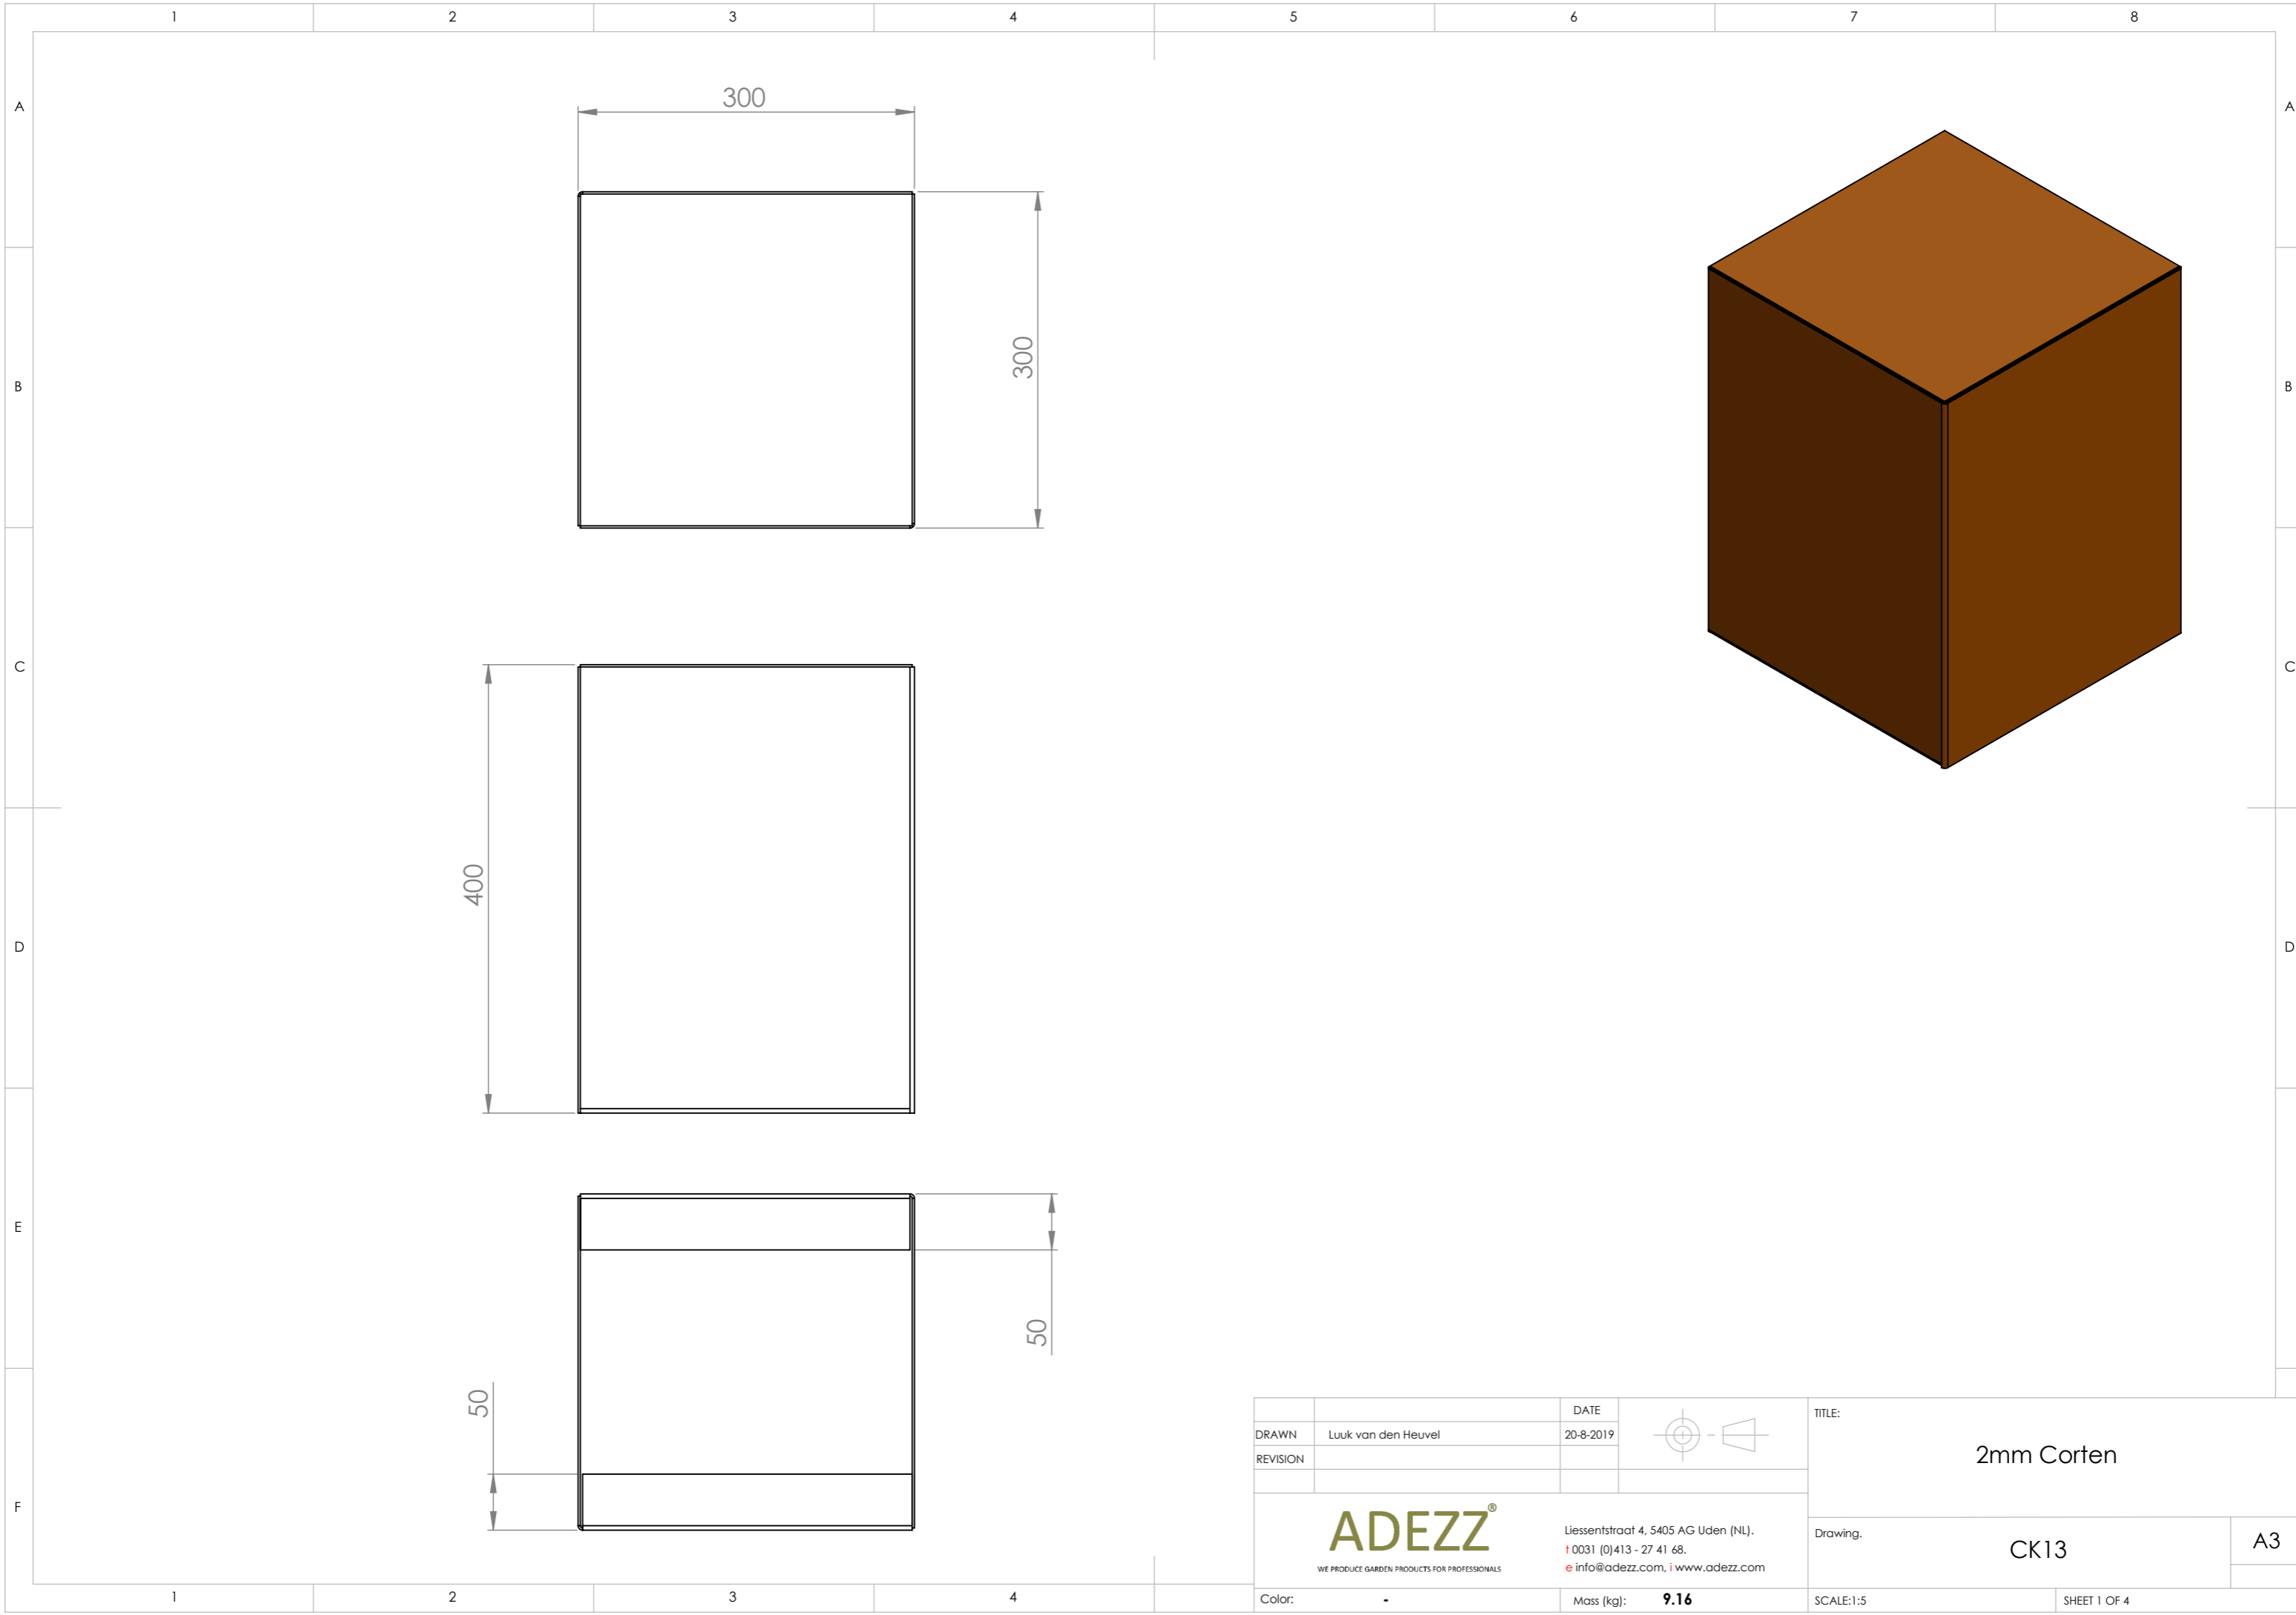 1 2 3 4 5 6 7 8
A A
300
B B
300
C C
400
D D
E
50
50
F
DATE
DRAWN Luuk van den Heuvel 20-8-2019
REVISION
TITLE:
2mm Corten
ADEZZ®
WE PRODUCE GARDEN PRODUCTS FOR PROFESSIONALS
Liessentstraat 4, 5405 AG Uden (NL).
t 0031 (0)413 - 27 41 68.
e info@adezz.com, i www.adezz.com
Drawing.
CK13
A3
Color: - Mass (kg): 9.16 SCALE:1:5 SHEET 1 OF 4
1 2 3 4